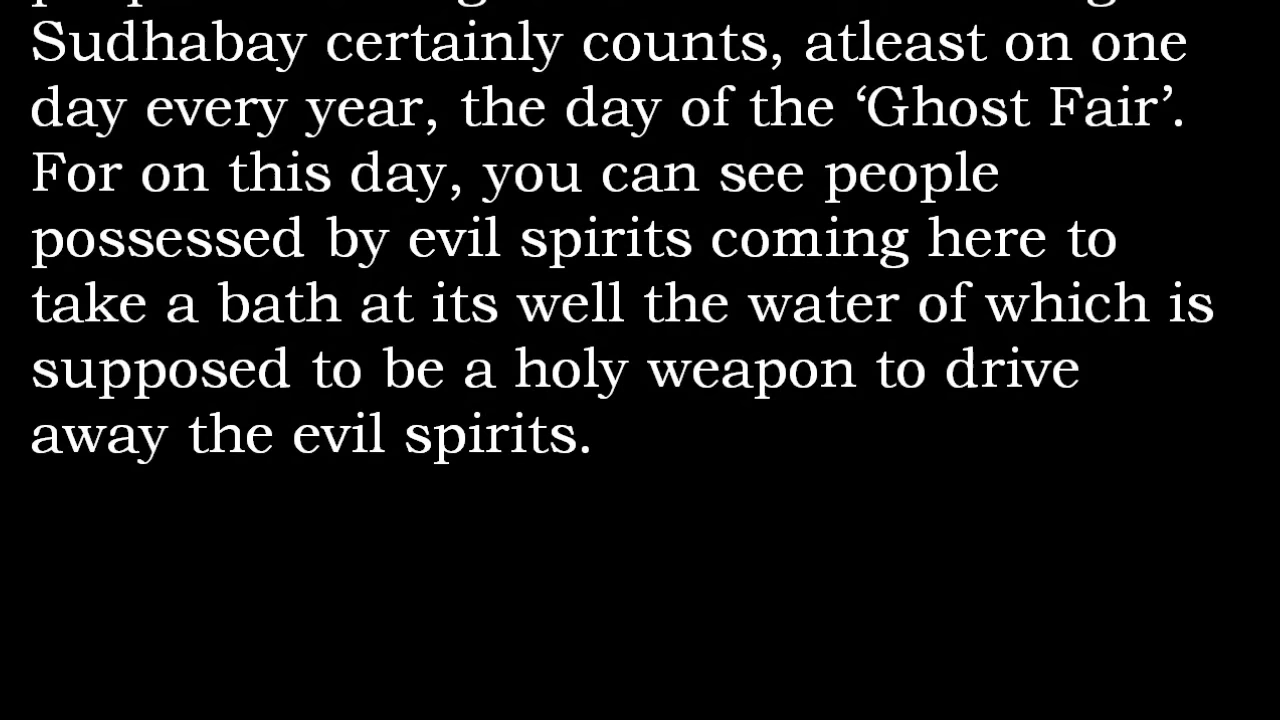 Sudhabay certainly counts, atleast on one
day every year, the day of the ‘Ghost Fair’.
For on this day, you can see people
possessed by evil spirits coming here to
take a bath at its well the water of which is
supposed to be a holy weapon to drive
away the evil spirits.